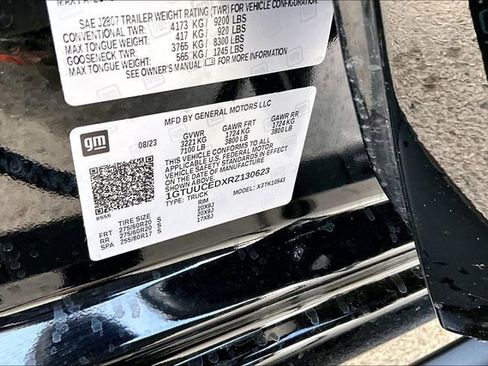 SAE J2807 TRAILER WEIGHT RATING (TWR) FOR VEHICLE CONFIGURATION
CONVENTIONAL TWR: 4173 KG / 9200 LBS
MAX TONGUE WEIGHT: 417 KG / 920 LBS
GOOSENECK TWR: 3765 KG / 8300 LBS
MAX TONGUE WEIGHT: 565 KG / 1245 LBS
SEE OWNER'S MANUAL FOR MORE INFORMATION
MFD BY GENERAL MOTORS LLC
gm
08/23
GVWR GAWR FRT GAWR RR
3221 KG 1724 KG 1724 KG
7100 LB 3800 LB 3800 LB
THIS VEHICLE CONFORMS TO ALL
APPLICABLE U.S. FEDERAL MOTOR
VEHICLE SAFETY STANDARDS IN
EFFECT ON THE DATE OF
MANUFACTURE SHOWN ABOVE.
1GTUUCEDXRZ130623
TYPE: TRUCK MODEL: X3TK10543
TIRE SIZE S RIM
FRT 275/60R20 S 20X9J
RR 275/60R20 S 20X9J
SPA 255/80R17 S 17X8J